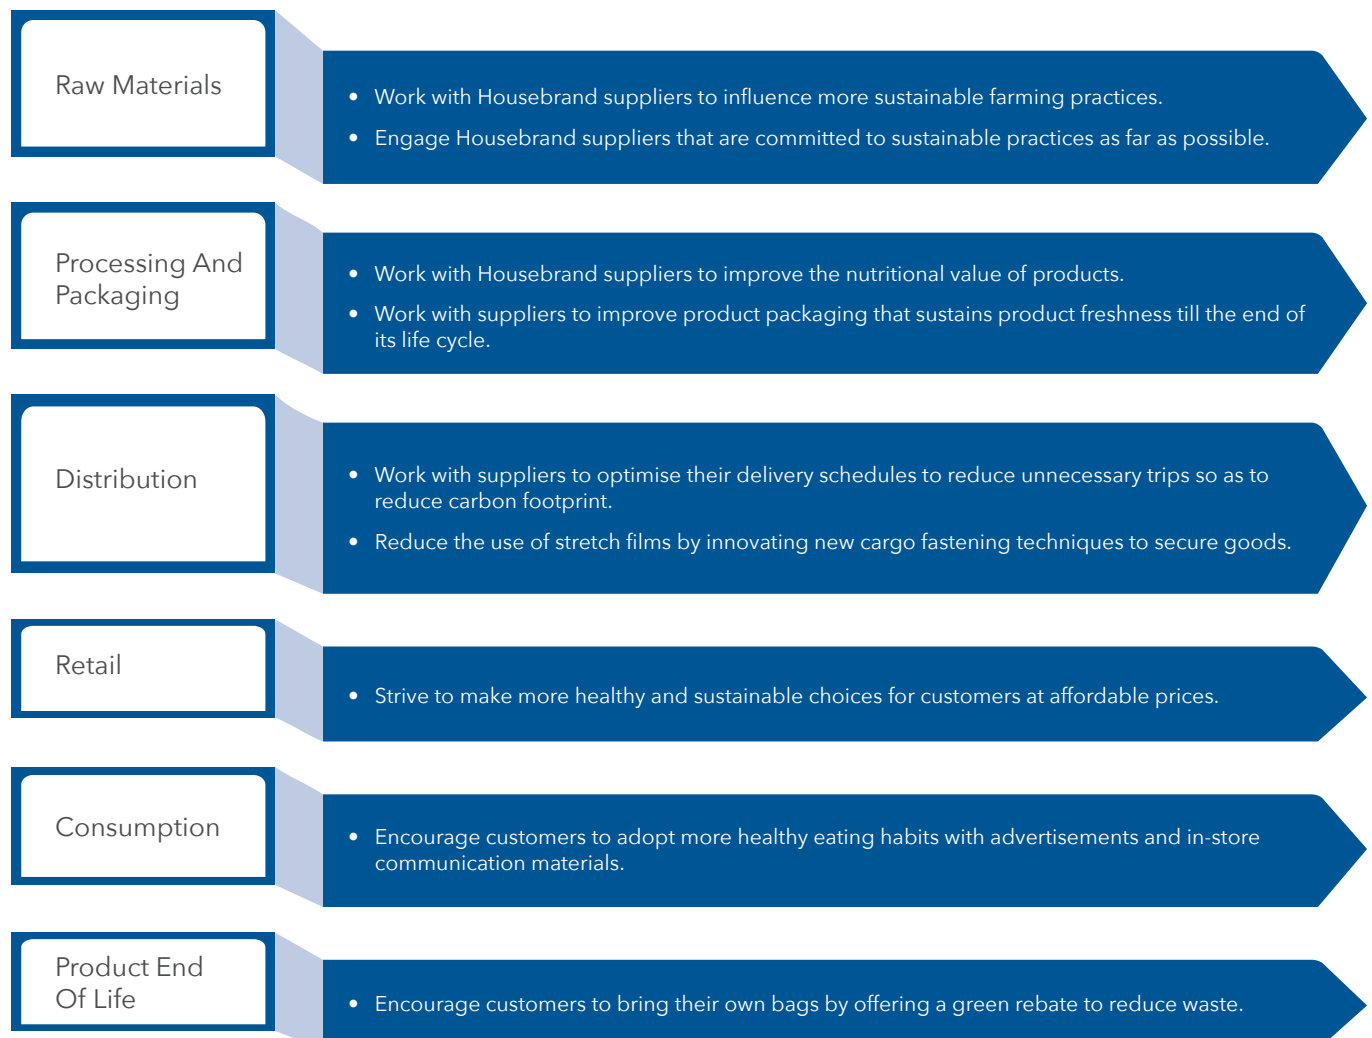 Raw Materials
• Work with Housebrand suppliers to influence more sustainable farming practices.
• Engage Housebrand suppliers that are committed to sustainable practices as far as possible.
Processing And
Packaging
• Work with Housebrand suppliers to improve the nutritional value of products.
• Work with suppliers to improve product packaging that sustains product freshness till the end of
its life cycle.
Distribution
• Work with suppliers to optimise their delivery schedules to reduce unnecessary trips so as to
reduce carbon footprint.
• Reduce the use of stretch films by innovating new cargo fastening techniques to secure goods.
Retail
• Strive to make more healthy and sustainable choices for customers at affordable prices.
Consumption
• Encourage customers to adopt more healthy eating habits with advertisements and in-store
communication materials.
Product End
Of Life
• Encourage customers to bring their own bags by offering a green rebate to reduce waste.